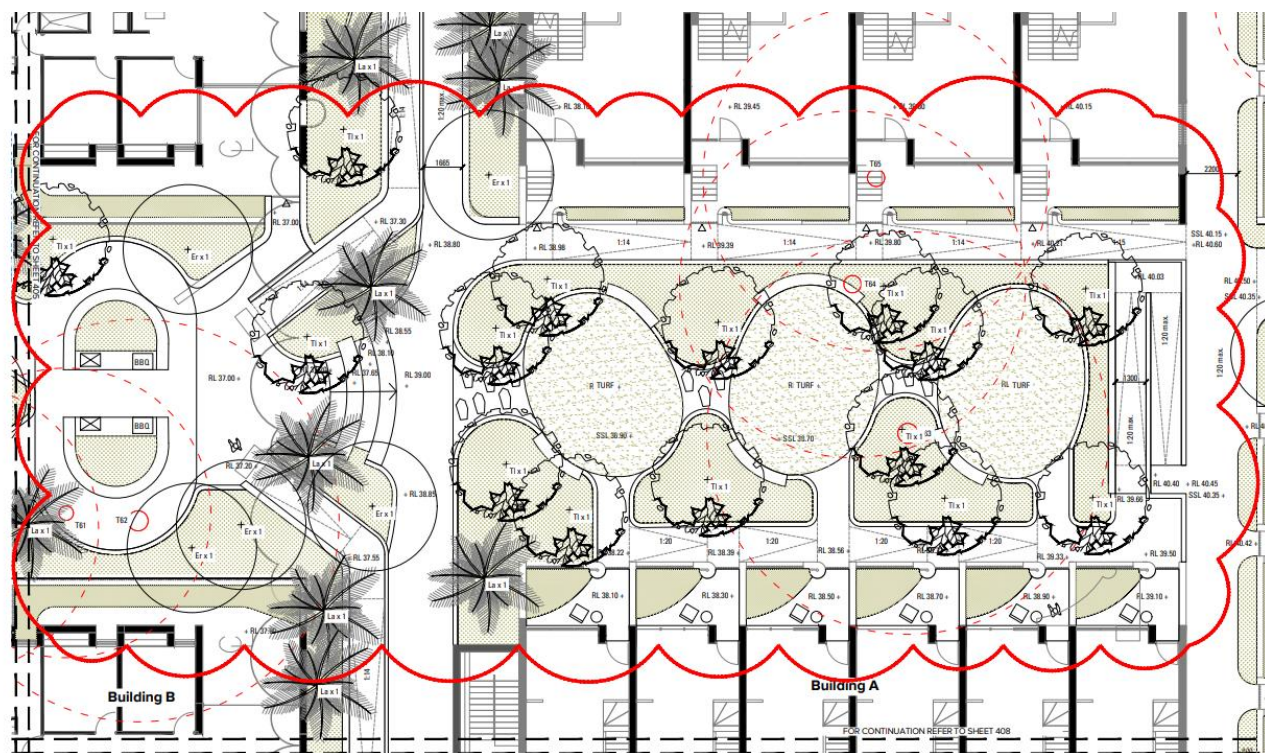 La x 1
La x 1
La x 1
1:14
1:20 max.
+ RL 38.1
+ RL 39.45
+ RL 40.15
FOR CONTINUATION REFER TO SHEET 405
Tl x 1
1665
Er x 1
T65
2200
RL 37.00 +
+ RL 37.30
+ RL 38.80
+ RL 38.98
1:14
+ RL 39.39
1:14
+ RL 39.80
1:14
+ RL 40.21
1:15
SSL 40.15 +
+RL 40.60
Tl x 1
Er x 1
La x 1
Tl x 1
T64
Tl x 1
Tl x 1
RL 40.03
SSL 40.35 +
RL 38.55
Tl x 1
Tl x 1
RL 38.10
1:20 max.
1:20 max.
BBQ
RL 37.65
RL 37.00 +
RL 39.00
TURF +
TURF +
TURF +
1300
BBQ
SSL 38.90 +
SSL 39.70
Tl x 1
1:20 max.
La x 1
RL 37.20
Tl x 1
Tl x 1
RL 40.40
+ RL 40.45
SSL 40.35 +
+ RL 38.85
Er x 1
Tl x 1
Tl x 1
Tl x 1
RL 39.66
La x 1
T61
T62
Er x 1
Er x 1
RL 37.55
1:20
1:20
1:20
1:20
RL 38.39 +
RL 38.56
RL 39.33
+ RL 39.50
La x 1
La x 1
RL 38.10 +
RL 38.30 +
RL 38.50 +
RL 38.70 +
RL 38.90 +
RL 39.10 +
1:14
La x 1
Building B
Building A
FOR CONTINUATION REFER TO SHEET 408